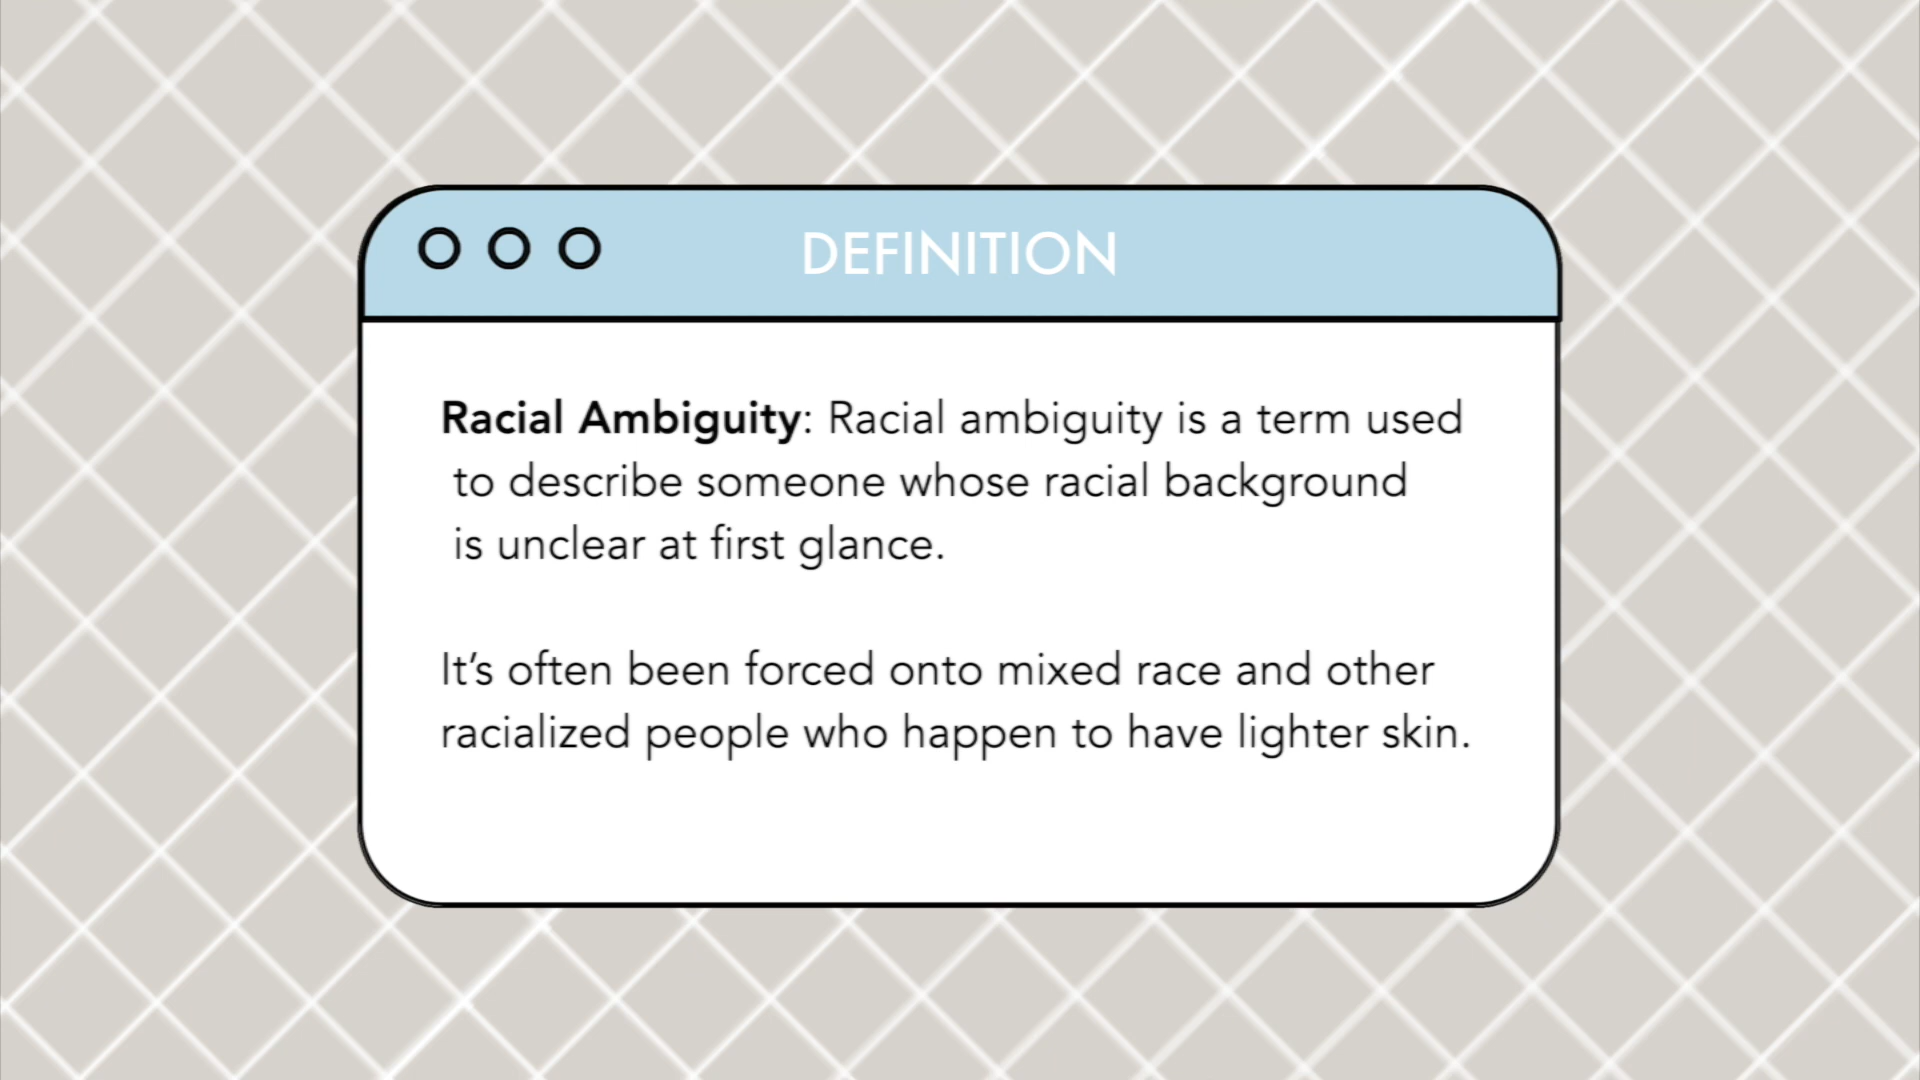 DEFINITION
Racial Ambiguity: Racial ambiguity is a term used
to describe someone whose racial background
is unclear at first glance.
It’s often been forced onto mixed race and other
racialized people who happen to have lighter skin.